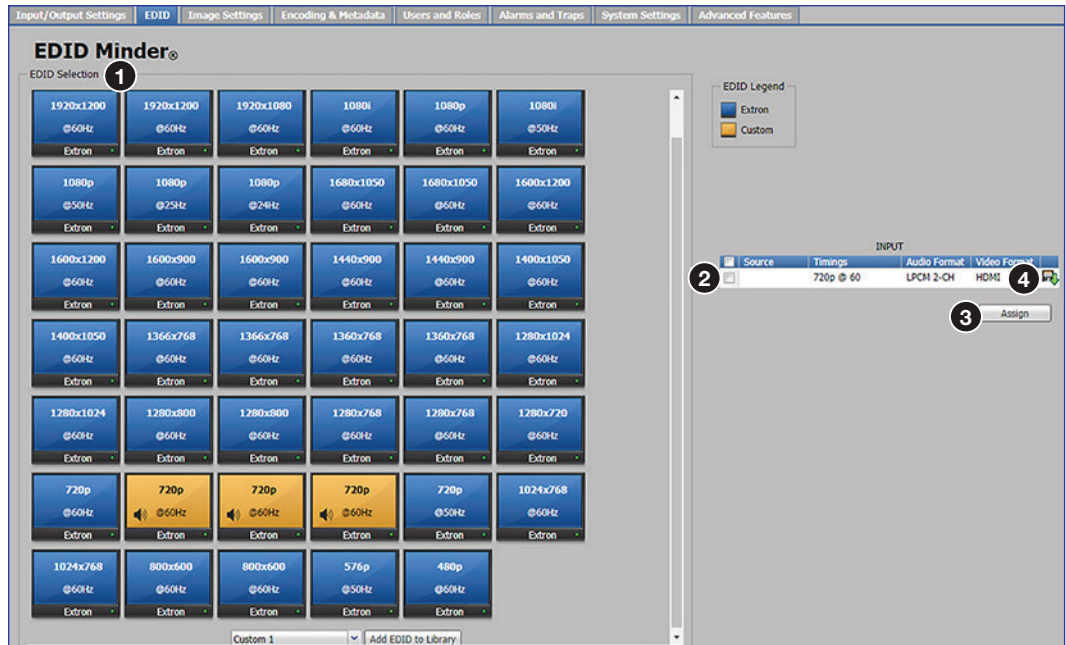 Input/Output Settings EDID Image Settings Encoding & Metadata Users and Roles Alarms and Traps System Settings Advanced Features
EDID Minder®
EDID Selection 1
1920x1200 1920x1200 1920x1080 1080i 1080p 1080i
@60Hz @60Hz @60Hz @60Hz @60Hz @50Hz
Extron Extron Extron Extron Extron Extron
1080p 1080p 1080p 1680x1050 1680x1050 1600x1200
@50Hz @25Hz @24Hz @60Hz @60Hz @60Hz
Extron Extron Extron Extron Extron Extron
1600x1200 1600x900 1600x900 1440x900 1440x900 1400x1050
@60Hz @60Hz @60Hz @60Hz @60Hz @60Hz
Extron Extron Extron Extron Extron Extron
1400x1050 1366x768 1366x768 1360x768 1360x768 1280x1024
@60Hz @60Hz @60Hz @60Hz @60Hz @60Hz
Extron Extron Extron Extron Extron Extron
1280x1024 1280x800 1280x800 1280x768 1280x768 1280x720
@60Hz @60Hz @60Hz @60Hz @60Hz @60Hz
Extron Extron Extron Extron Extron Extron
720p 720p 720p 720p 720p 1024x768
@60Hz @60Hz @60Hz @60Hz @50Hz @60Hz
Extron Extron Extron Extron Extron Extron
1024x768 800x600 800x600 576p 480p
@60Hz @60Hz @60Hz @50Hz @60Hz
Extron Extron Extron Extron Extron
Custom 1 Add EDID to Library
EDID Legend
Extron
Custom
INPUT
Source Timings Audio Format Video Format
2 720p @ 60 LPCM 2-CH HDMI 4
3 Assign